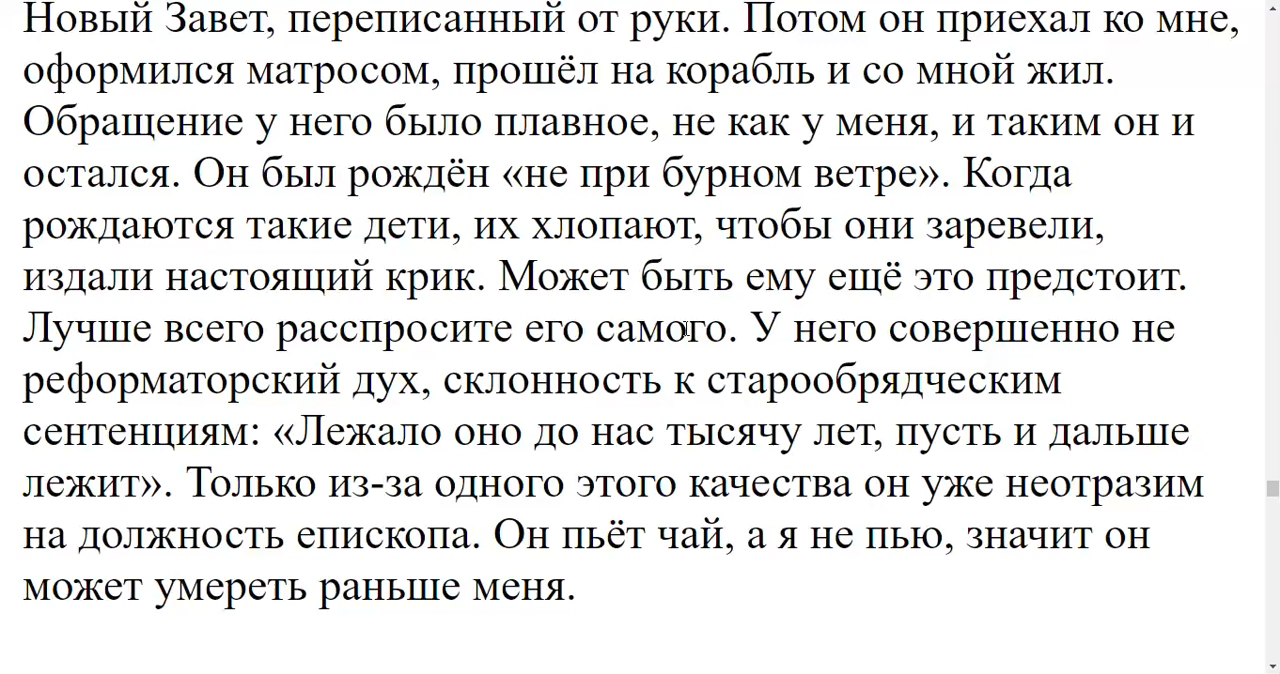 Новый Завет, переписанный от руки. Потом он приехал ко мне,
оформился матросом, прошёл на корабль и со мной жил.
Обращение у него было плавное, не как у меня, и таким он и
остался. Он был рождён «не при бурном ветре». Когда
рождаются такие дети, их хлопают, чтобы они заревели,
издали настоящий крик. Может быть ему ещё это предстоит.
Лучше всего расспросите его самого. У него совершенно не
реформаторский дух, склонность к старообрядческим
сентенциям: «Лежало оно до нас тысячу лет, пусть и дальше
лежит». Только из-за одного этого качества он уже неотразим
на должность епископа. Он пьёт чай, а я не пью, значит он
может умереть раньше меня.